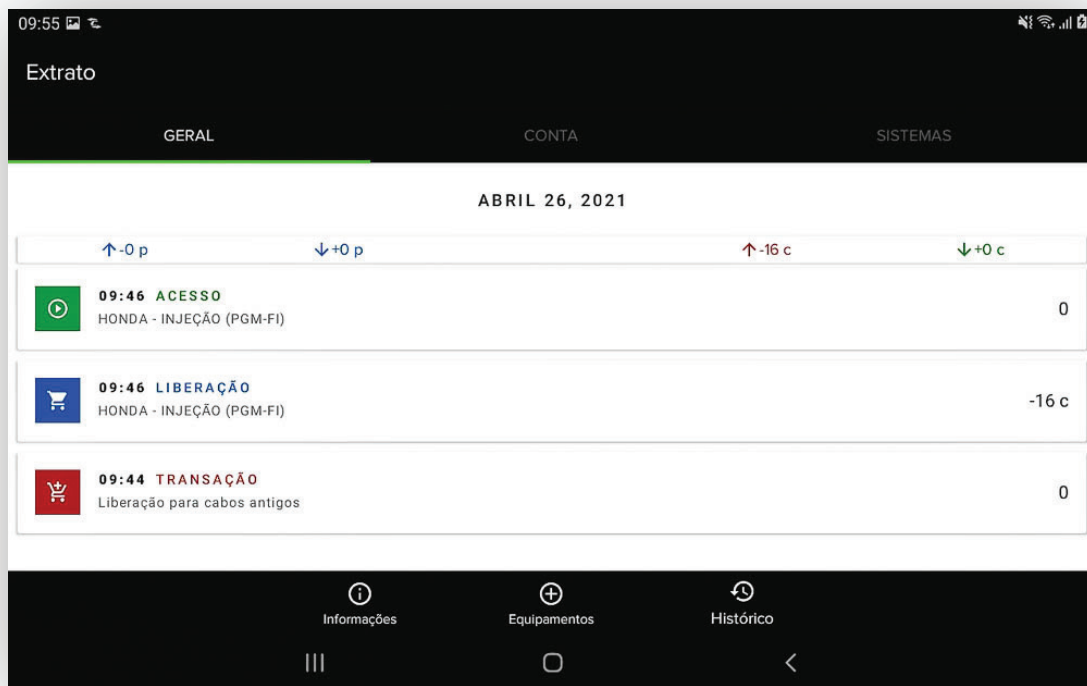 09:55
Extrato
GERAL CONTA SISTEMAS
ABRIL 26, 2021
-0 p +0 p -16 c +0 c
09:46 ACESSO
HONDA - INJEÇÃO (PGM-FI)
0
09:46 LIBERAÇÃO
HONDA - INJEÇÃO (PGM-FI)
-16 c
09:44 TRANSAÇÃO
Liberação para cabos antigos
0
Informações Equipamentos Histórico